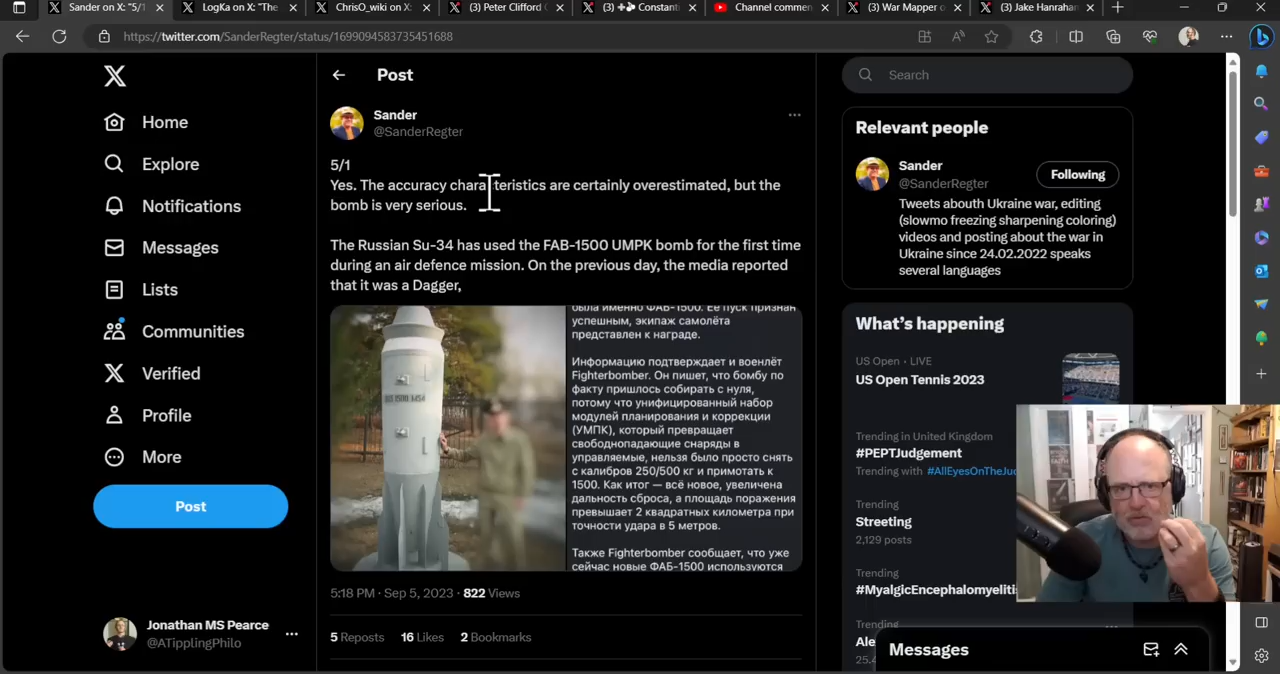 Sander on X: "5/1
LogKa on X: "The
ChrisO_wiki on X:
(3) Peter Clifford
(3) Constanti
Channel commen
(3) War Mapper o
(3) Jake Hanrahan
https://twitter.com/SanderRegter/status/1699094583735451688
Home
Explore
Notifications
Messages
Lists
Communities
Verified
Profile
More
Post
Jonathan MS Pearce
@ATipplingPhilo
Post
Sander
@SanderRegter
5/1
Yes. The accuracy characteristics are certainly overestimated, but the
bomb is very serious.
The Russian Su-34 has used the FAB-1500 UMPK bomb for the first time
during an air defence mission. On the previous day, the media reported
that it was a Dagger,
была именно ФАБ-1500. Её пуск признан
успешным, экипаж самолёта
представлен к награде.
Информацию подтверждает и военлёт
Fighterbomber. Он пишет, что бомбу по
факту пришлось собирать с нуля,
потому что унифицированный набор
модулей планирования и коррекции
(УМПК), который превращает
свободнопадающие снаряды в
управляемые, нельзя было просто снять
с калибров 250/500 кг и примотать к
1500. Как итог — всё новое, увеличена
дальность сброса, а площадь поражения
превышает 2 квадратных километра при
точности удара в 5 метров.
Также Fighterbomber сообщает, что уже
сейчас новые ФАБ-1500 используются
5:18 PM · Sep 5, 2023 · 822 Views
5 Reposts 16 Likes 2 Bookmarks
Search
Relevant people
Sander
@SanderRegter
Following
Tweets abouth Ukraine war, editing
(slowmo freezing sharpening coloring)
videos and posting about the war in
Ukraine since 24.02.2022 speaks
several languages
What's happening
US Open · LIVE
US Open Tennis 2023
Trending in United Kingdom
#PEPTJudgement
Trending with #AllEyesOnTheJud
Trending
Streeting
2,129 posts
Trending
#MyalgicEncephalomyeliti
Trending
Ale
25.4
Messages